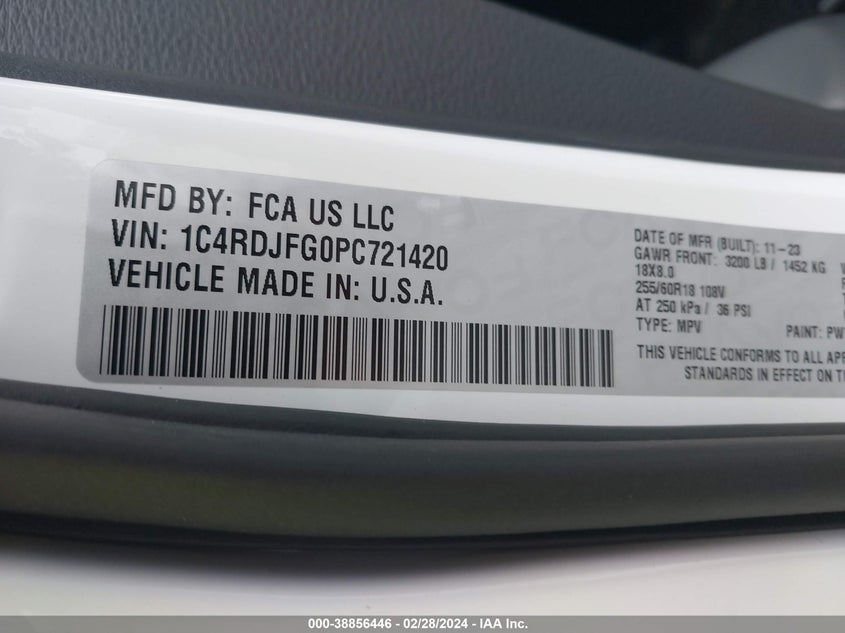 MFD BY: FCA US LLC
VIN: 1C4RDJFG0PC721420
VEHICLE MADE IN: U.S.A.
DATE OF MFR (BUILT): 11-23
GAWR FRONT: 3200 LB / 1452 KG
18X8.0
255/60R18 108V
AT 250 kPa / 36 PSI
TYPE: MPV PAINT: PW
THIS VEHICLE CONFORMS TO ALL APP
STANDARDS IN EFFECT ON
000-38856446 - 02/28/2024 - IAA Inc.